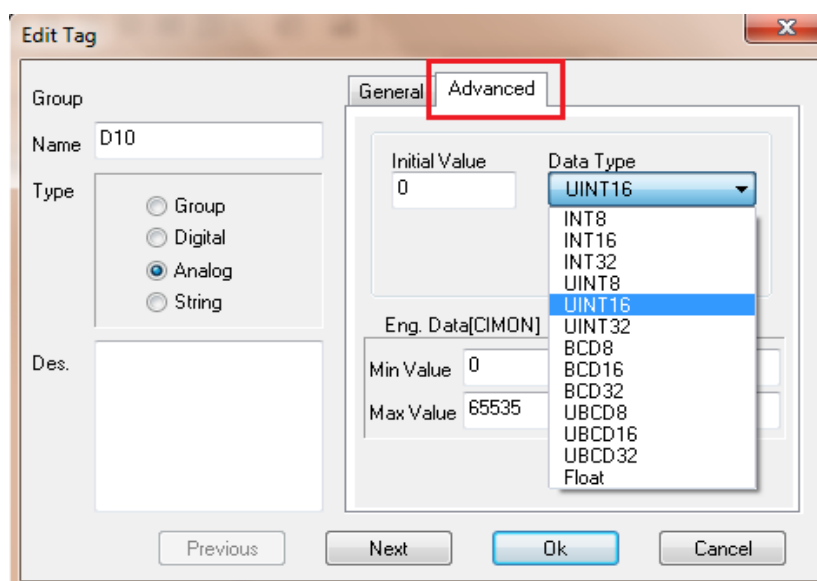 Edit Tag
Group
Name D10
Type
Group
Digital
Analog
String
Des.
General Advanced
Initial Value Data Type
0 UINT16
INT8
INT16
INT32
UINT8
UINT16
UINT32
BCD8
BCD16
BCD32
UBCD8
UBCD16
UBCD32
Float
Eng. Data[CIMON]
Min Value 0
Max Value 65535
Previous Next Ok Cancel